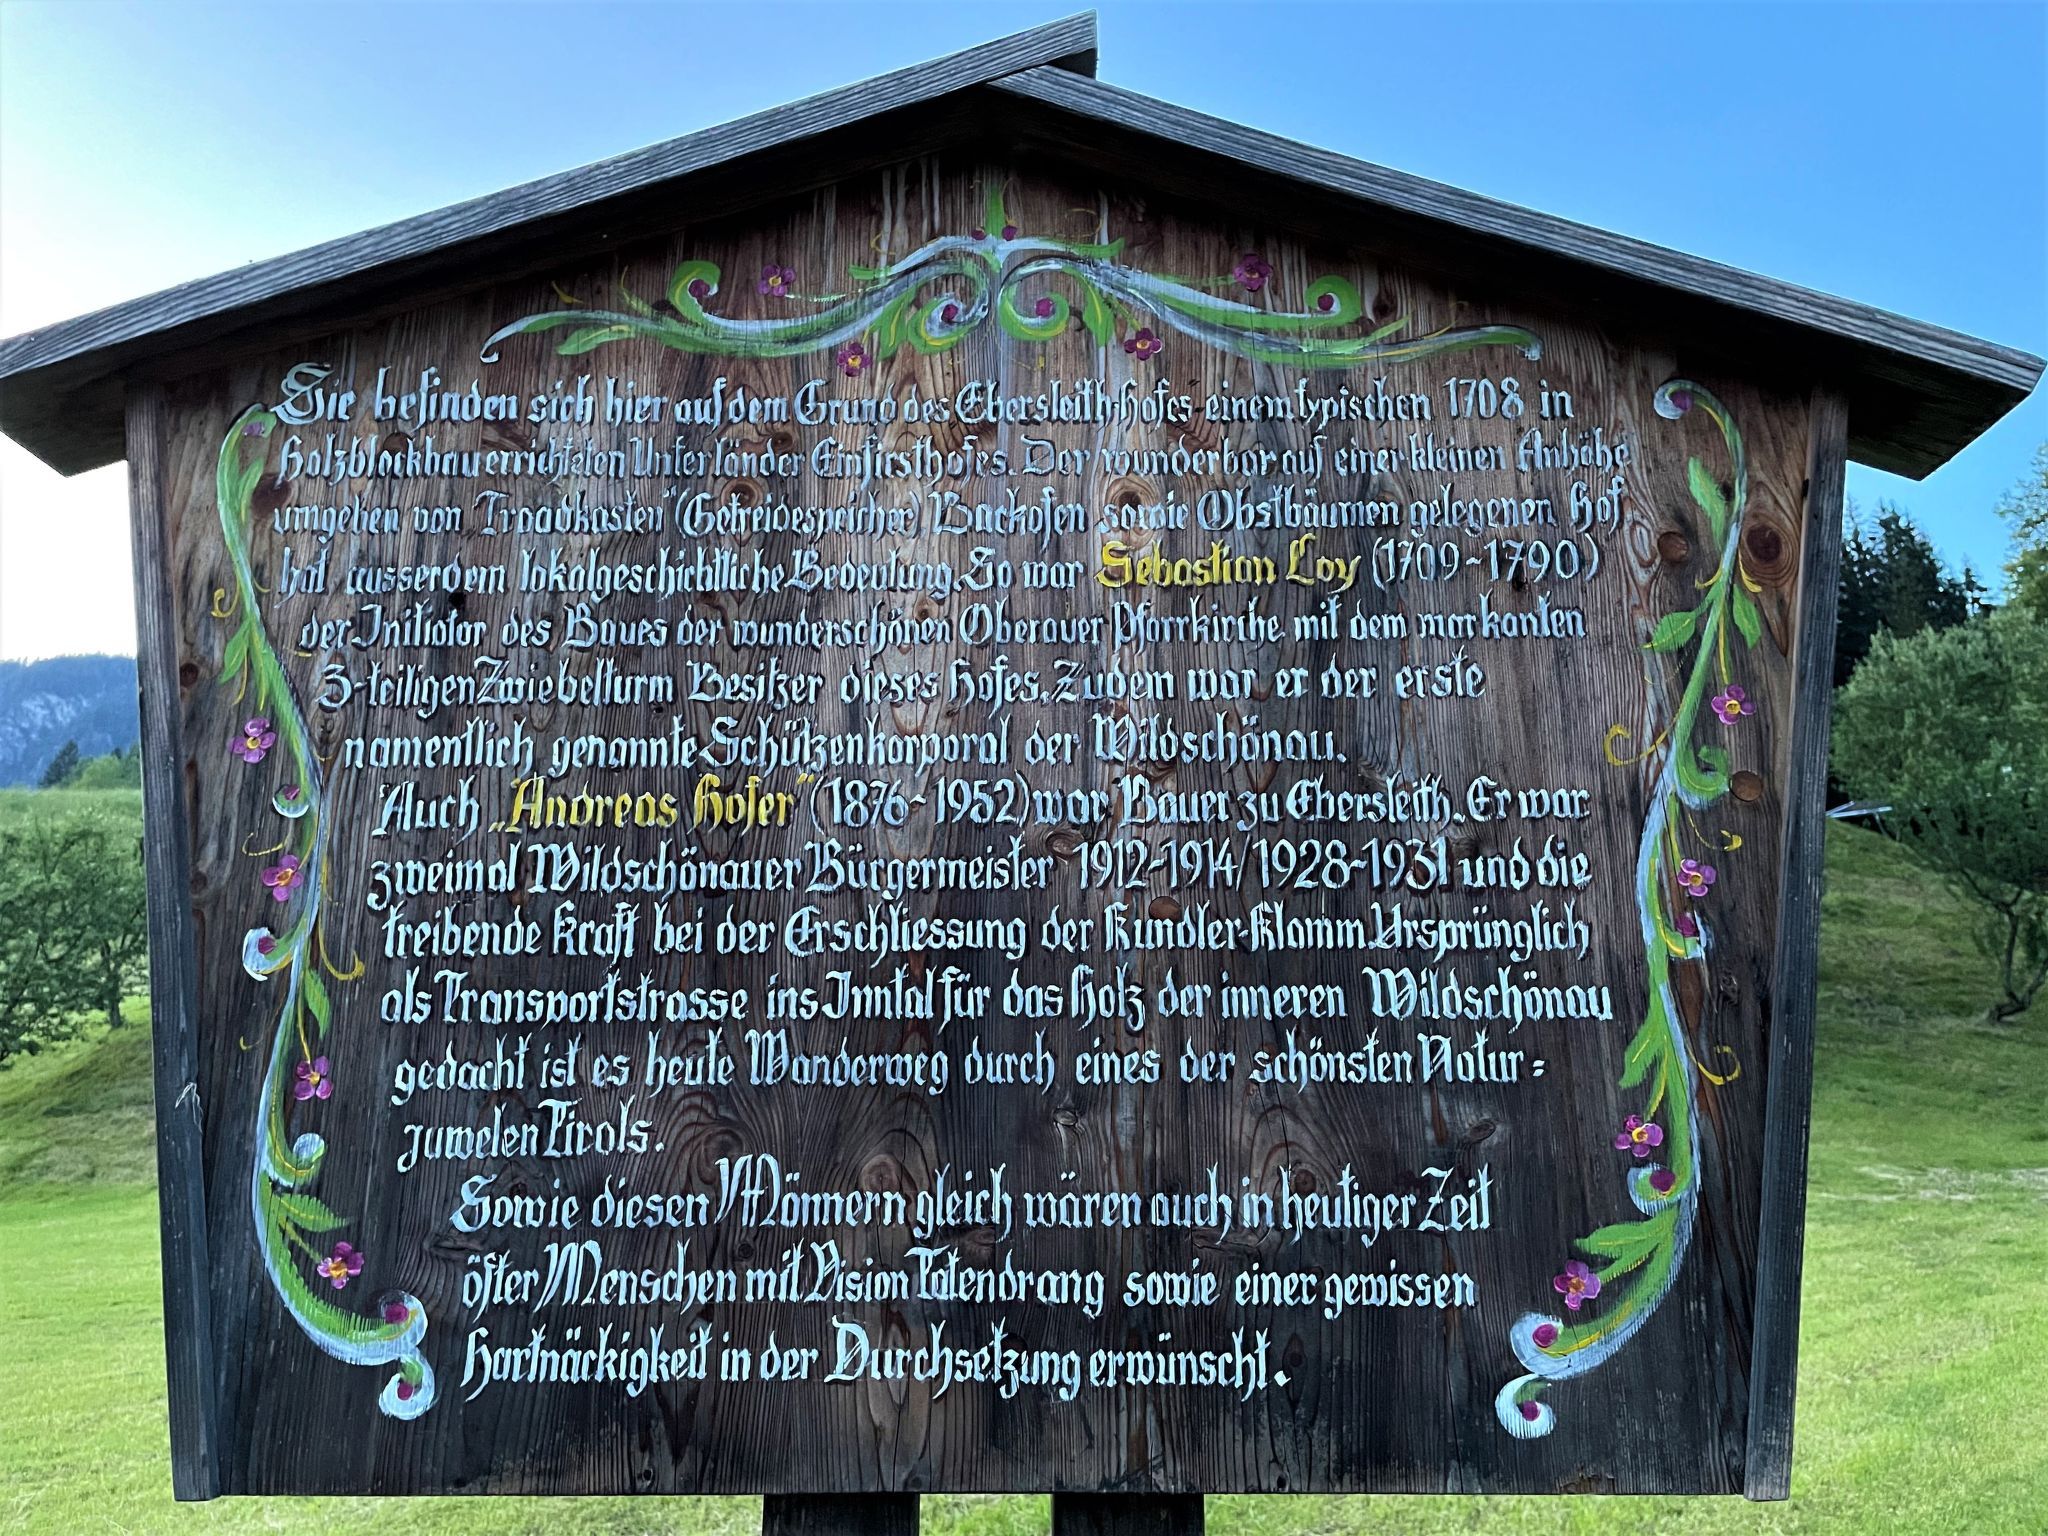 Sie befinden sich hier auf dem Grund des Ebersleith-Hofes-einem typischen 1708 in
Holzblockbau errichteten Unterländer Einfirsthofes. Der wunderbar auf einer kleinen Anhöhe
umgeben von "Troadkasten" (Getreidespeicher), Backofen sowie Obstbäumen gelegenen Hof
hat ausserdem lokalgeschichtliche Bedeutung. So war Sebastian Loy (1709-1790)
der Initiator des Baues der wunderschönen Oberauer Pfarrkirche mit dem markanten
3-teiligen Zwiebelturm Besitzer dieses Hofes. Zudem war er der erste
namentlich genannte Schützenkorporal der Wildschönau.
Auch „Andreas Hofer" (1876-1952) war Bauer zu Ebersleith. Er war
zweimal Wildschönauer Bürgermeister 1912-1914/1928-1931 und die
treibende Kraft bei der Erschliessung der Kundler-Klamm. Ursprünglich
als Transportstrasse ins Inntal für das Holz der inneren Wildschönau
gedacht ist es heute Wanderweg durch eines der schönsten Natur=
juwelen Tirols.
Sowie diesen Männern gleich wären auch in heutiger Zeit
öfter Menschen mit Vision Tatendrang sowie einer gewissen
Hartnäckigkeit in der Durchsetzung erwünscht.